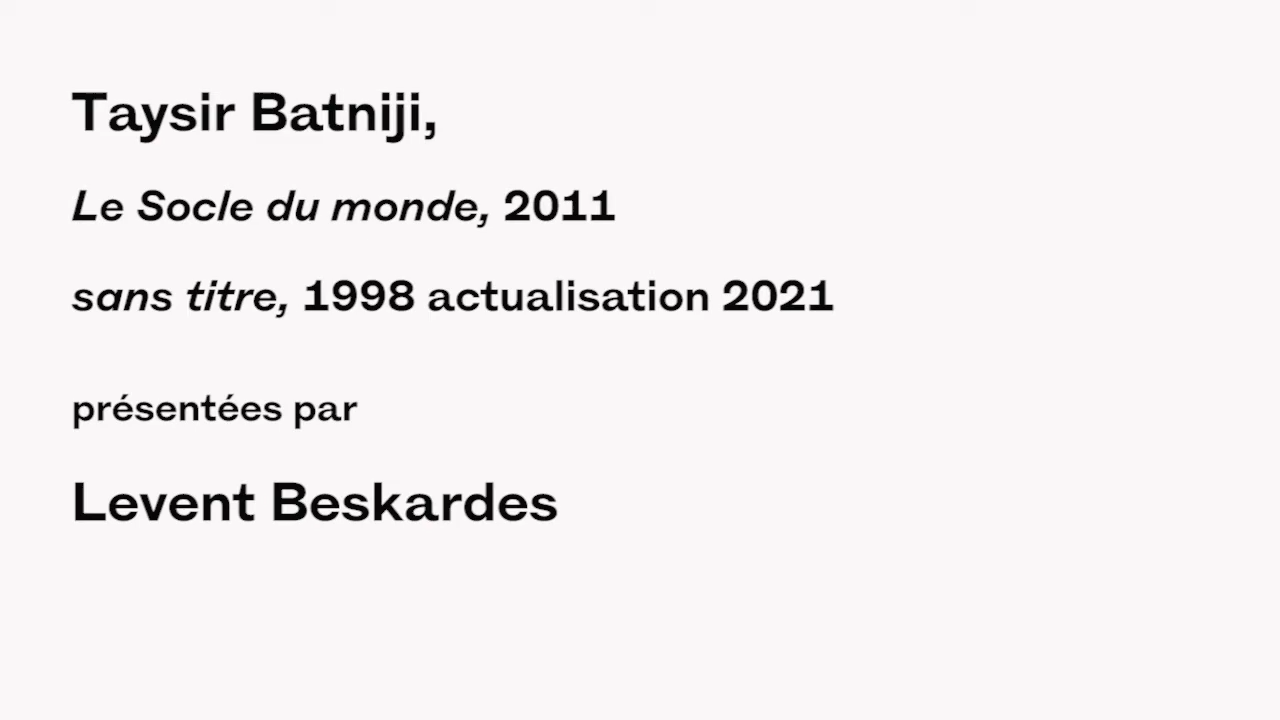 Taysir Batniji,
Le Socle du monde, 2011
sans titre, 1998 actualisation 2021
présentées par
Levent Beskardes